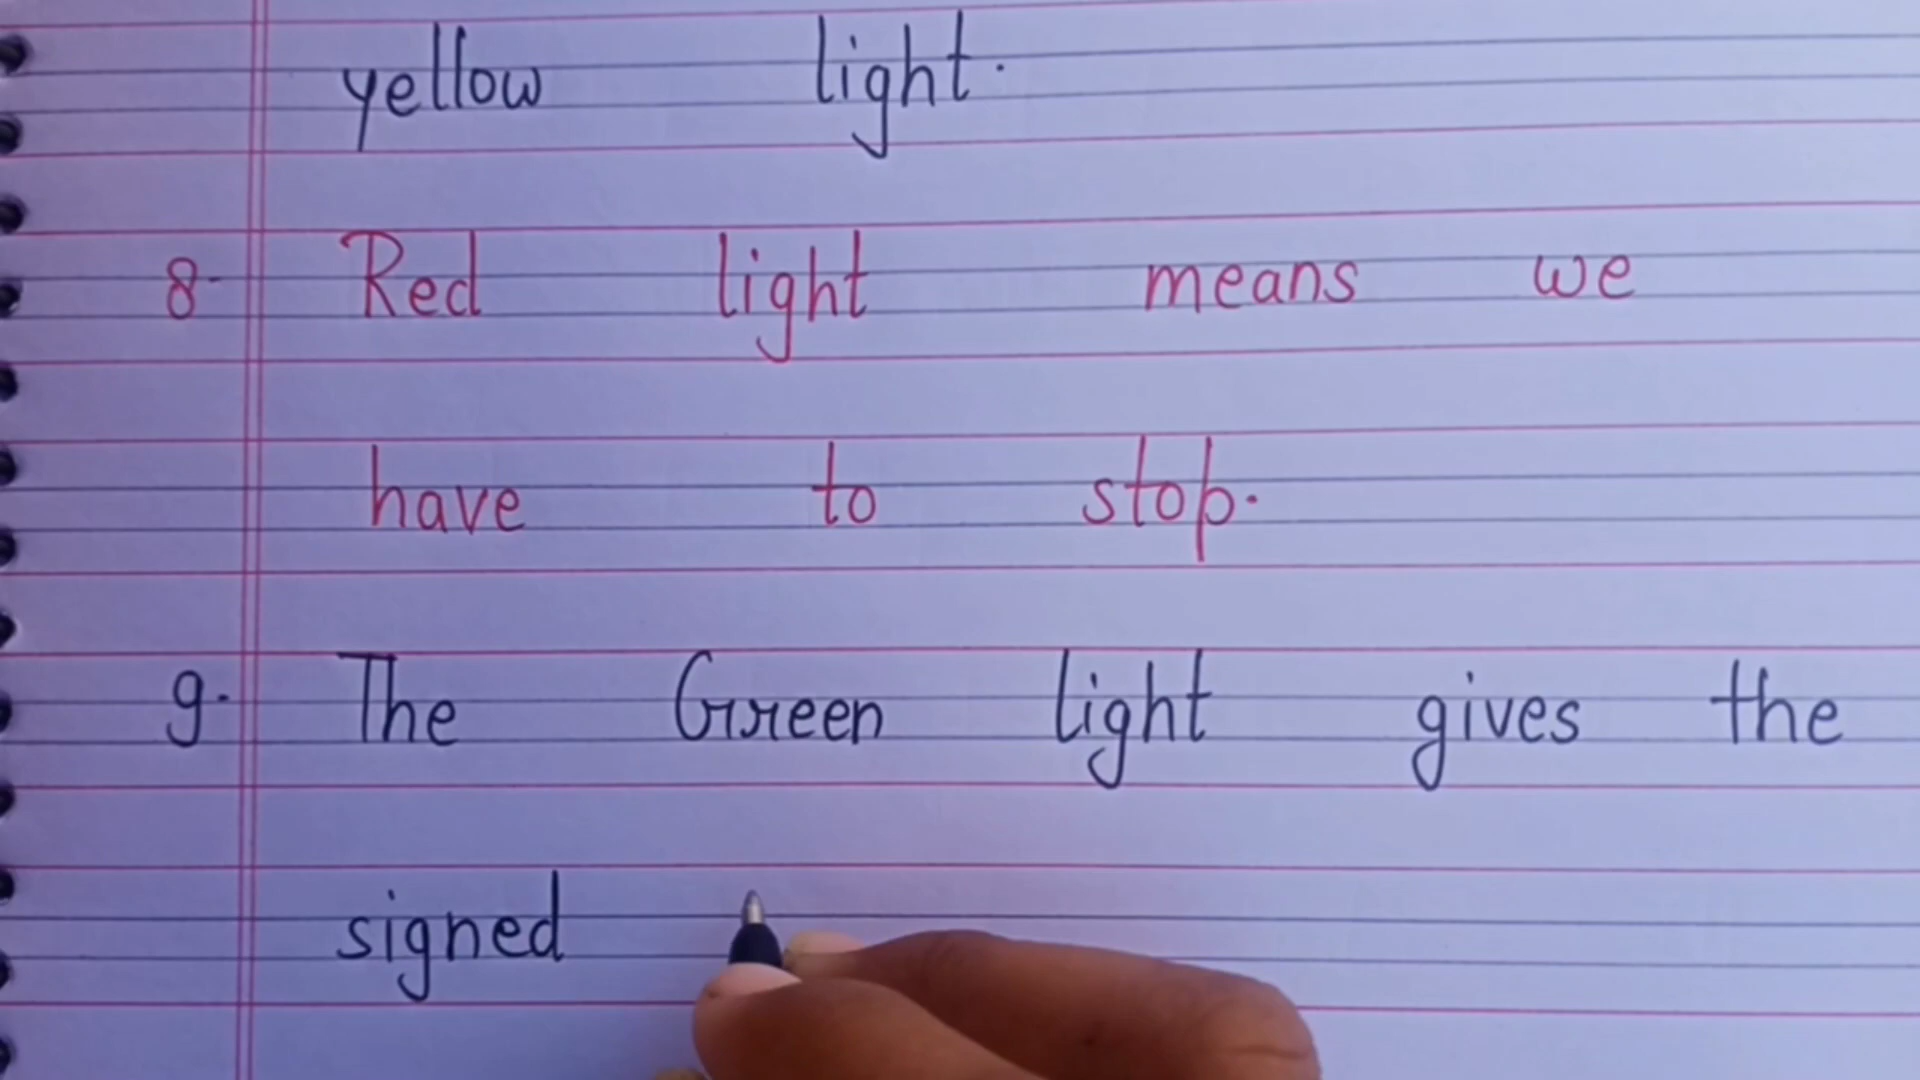 yellow light.
8- Red light means we
have to stop.
9- The Green light gives the
signed